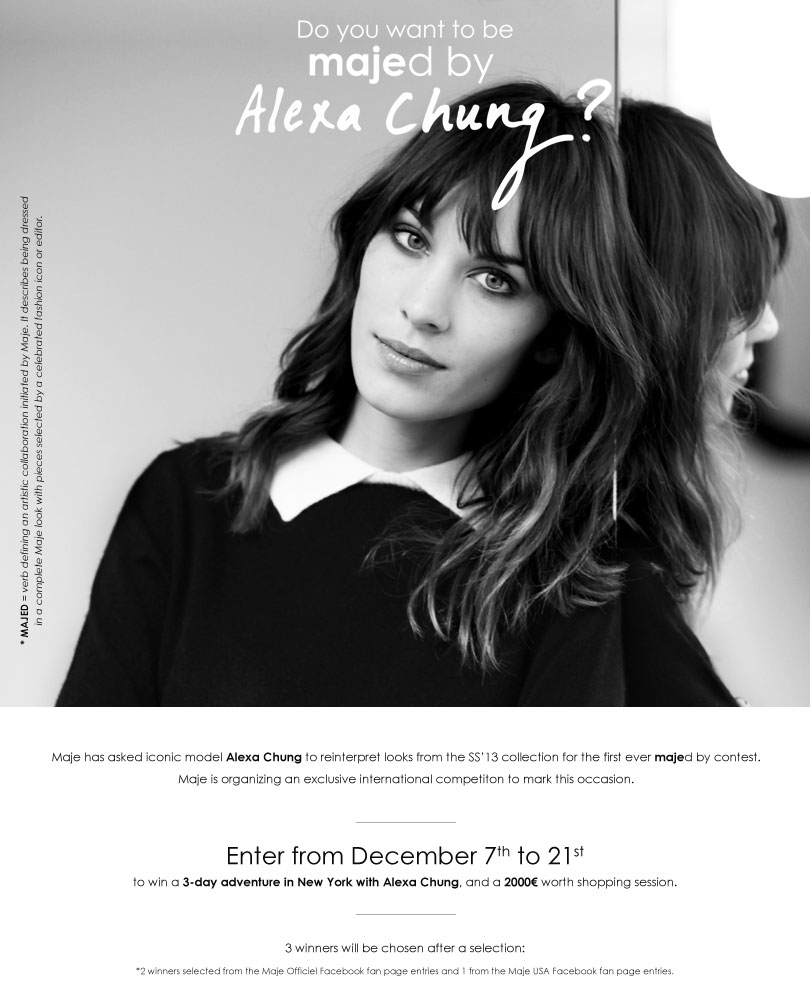 Do you want to be
majed by
Alexa Chung?
* MAJED = verb defining an artistic collaboration initiated by Maje. It describes being dressed
in a complete Maje look with pieces selected by a celebrated fashion icon or editor.
Maje has asked iconic model Alexa Chung to reinterpret looks from the SS'13 collection for the first ever majed by contest.
Maje is organizing an exclusive international competiton to mark this occasion.
Enter from December 7th to 21st
to win a 3-day adventure in New York with Alexa Chung, and a 2000€ worth shopping session.
3 winners will be chosen after a selection:
*2 winners selected from the Maje Officiel Facebook fan page entries and 1 from the Maje USA Facebook fan page entries.